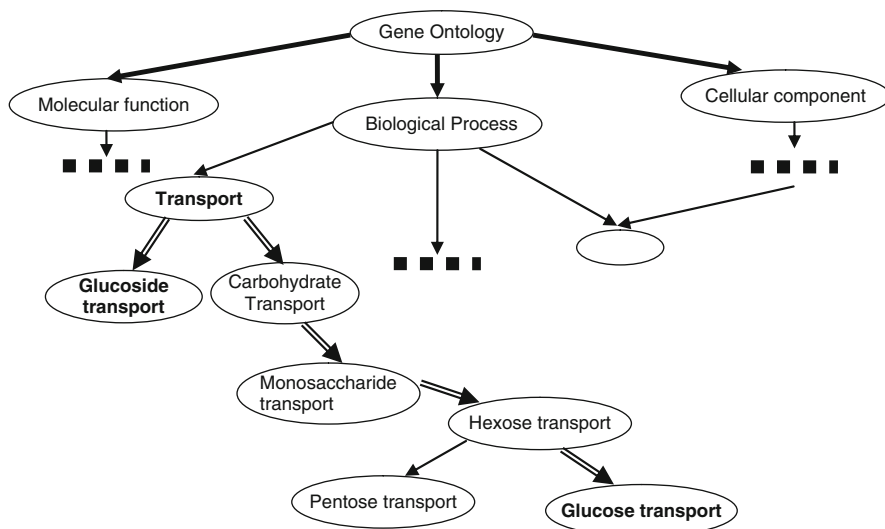 Gene Ontology
Molecular function
Cellular component
Biological Process
Transport
Glucoside
transport
Carbohydrate
Transport
Monosaccharide
transport
Hexose transport
Pentose transport
Glucose transport